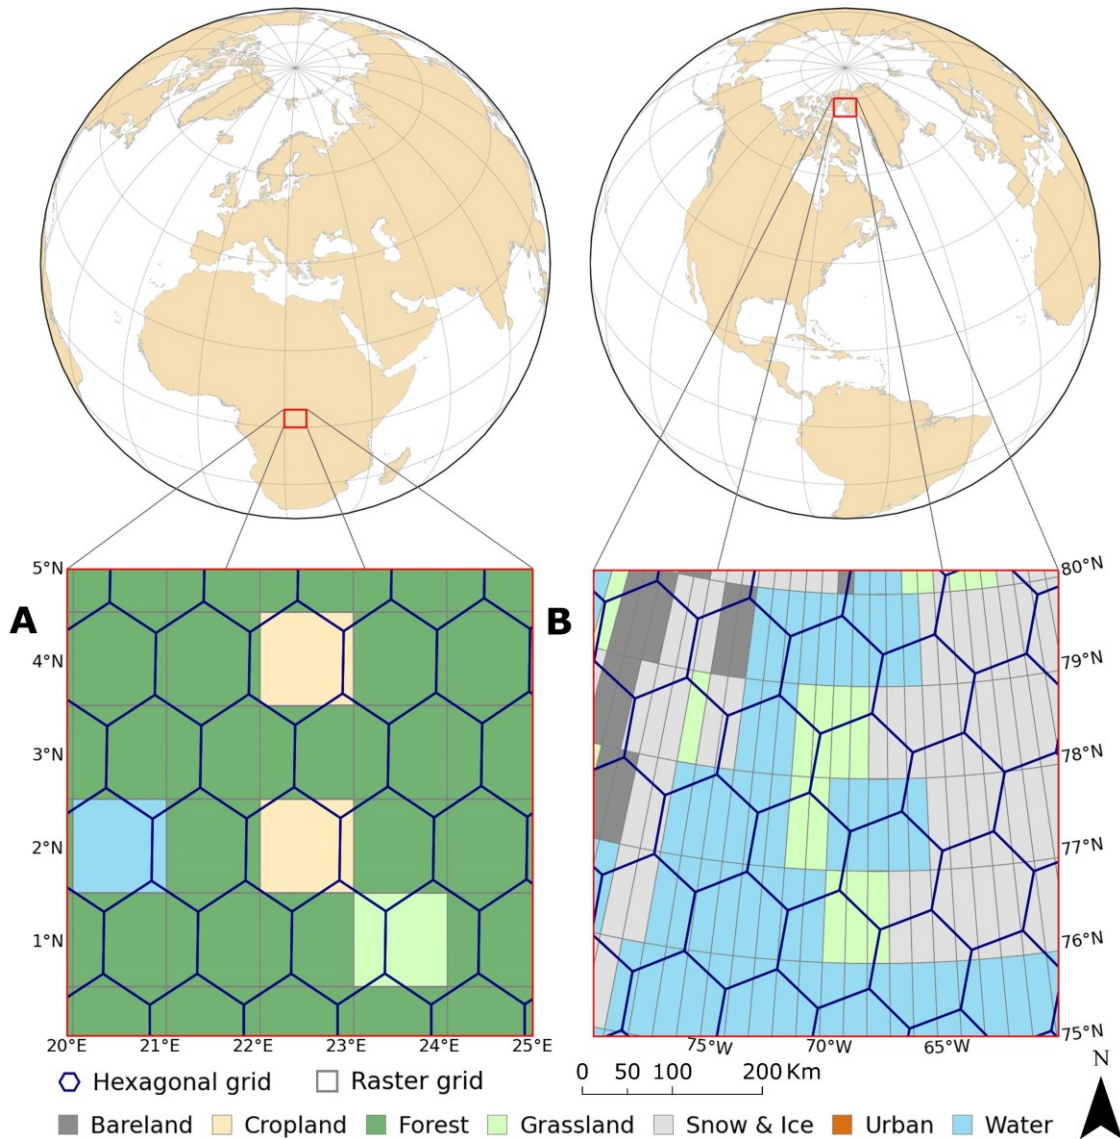 5°N
A
4°N
3°N
2°N
1°N
20°E 21°E 22°E 23°E 24°E 25°E
B
80°N
79°N
78°N
77°N
76°N
75°N
75°W 70°W 65°W
Hexagonal grid Raster grid
0 50 100 200 Km
N
Bareland Cropland Forest Grassland Snow & Ice Urban Water